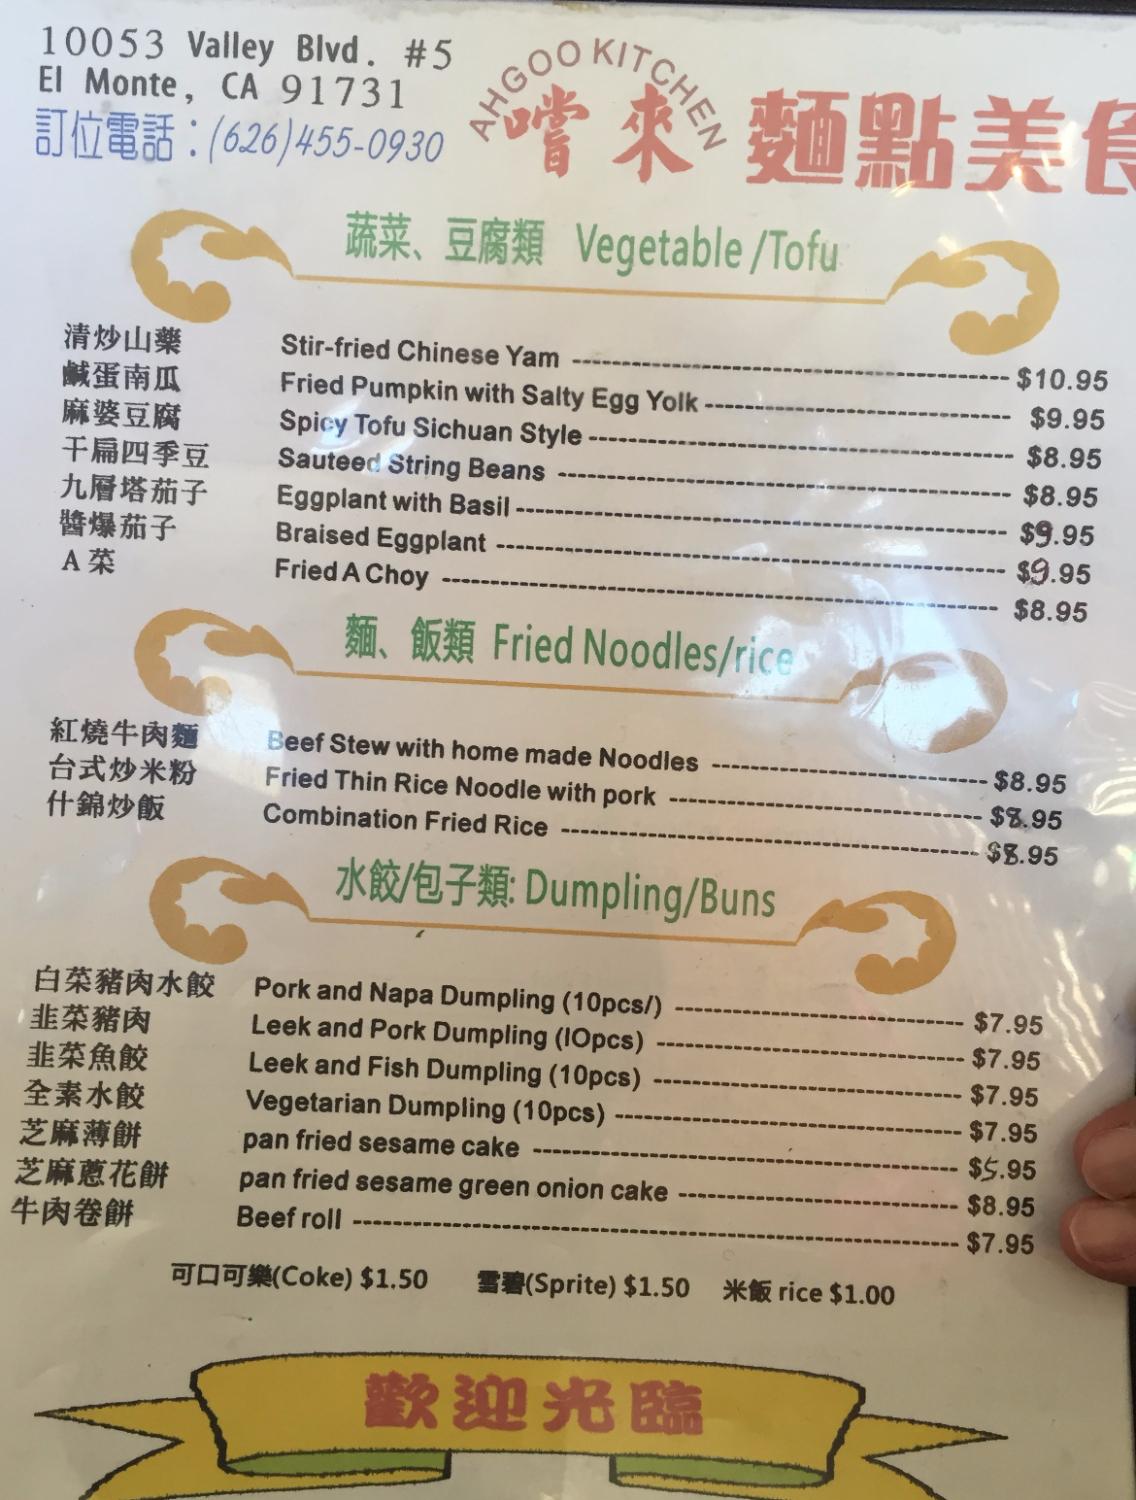 10053 Valley Blvd. #5
El Monte, CA 91731
訂位電話：(626)455-0930
AHGOO KITCHEN
嚐來 麵點美食
蔬菜、豆腐類 Vegetable/Tofu
清炒山藥 Stir-fried Chinese Yam $10.95
鹹蛋南瓜 Fried Pumpkin with Salty Egg Yolk $9.95
麻婆豆腐 Spicy Tofu Sichuan Style $8.95
干扁四季豆 Sauteed String Beans $8.95
九層塔茄子 Eggplant with Basil $9.95
醬爆茄子 Braised Eggplant $9.95
A菜 Fried A Choy $8.95
麵、飯類 Fried Noodles/rice
紅燒牛肉麵 Beef Stew with home made Noodles $8.95
台式炒米粉 Fried Thin Rice Noodle with pork $8.95
什錦炒飯 Combination Fried Rice $8.95
水餃/包子類: Dumpling/Buns
白菜豬肉水餃 Pork and Napa Dumpling (10pcs/) $7.95
韭菜豬肉 Leek and Pork Dumpling (IOpcs) $7.95
韭菜魚餃 Leek and Fish Dumpling (10pcs) $7.95
全素水餃 Vegetarian Dumpling (10pcs) $7.95
芝麻薄餅 pan fried sesame cake $5.95
芝麻蔥花餅 pan fried sesame green onion cake $8.95
牛肉卷餅 Beef roll $7.95
可口可樂(Coke) $1.50 雪碧(Sprite) $1.50 米飯 rice $1.00
歡迎光臨